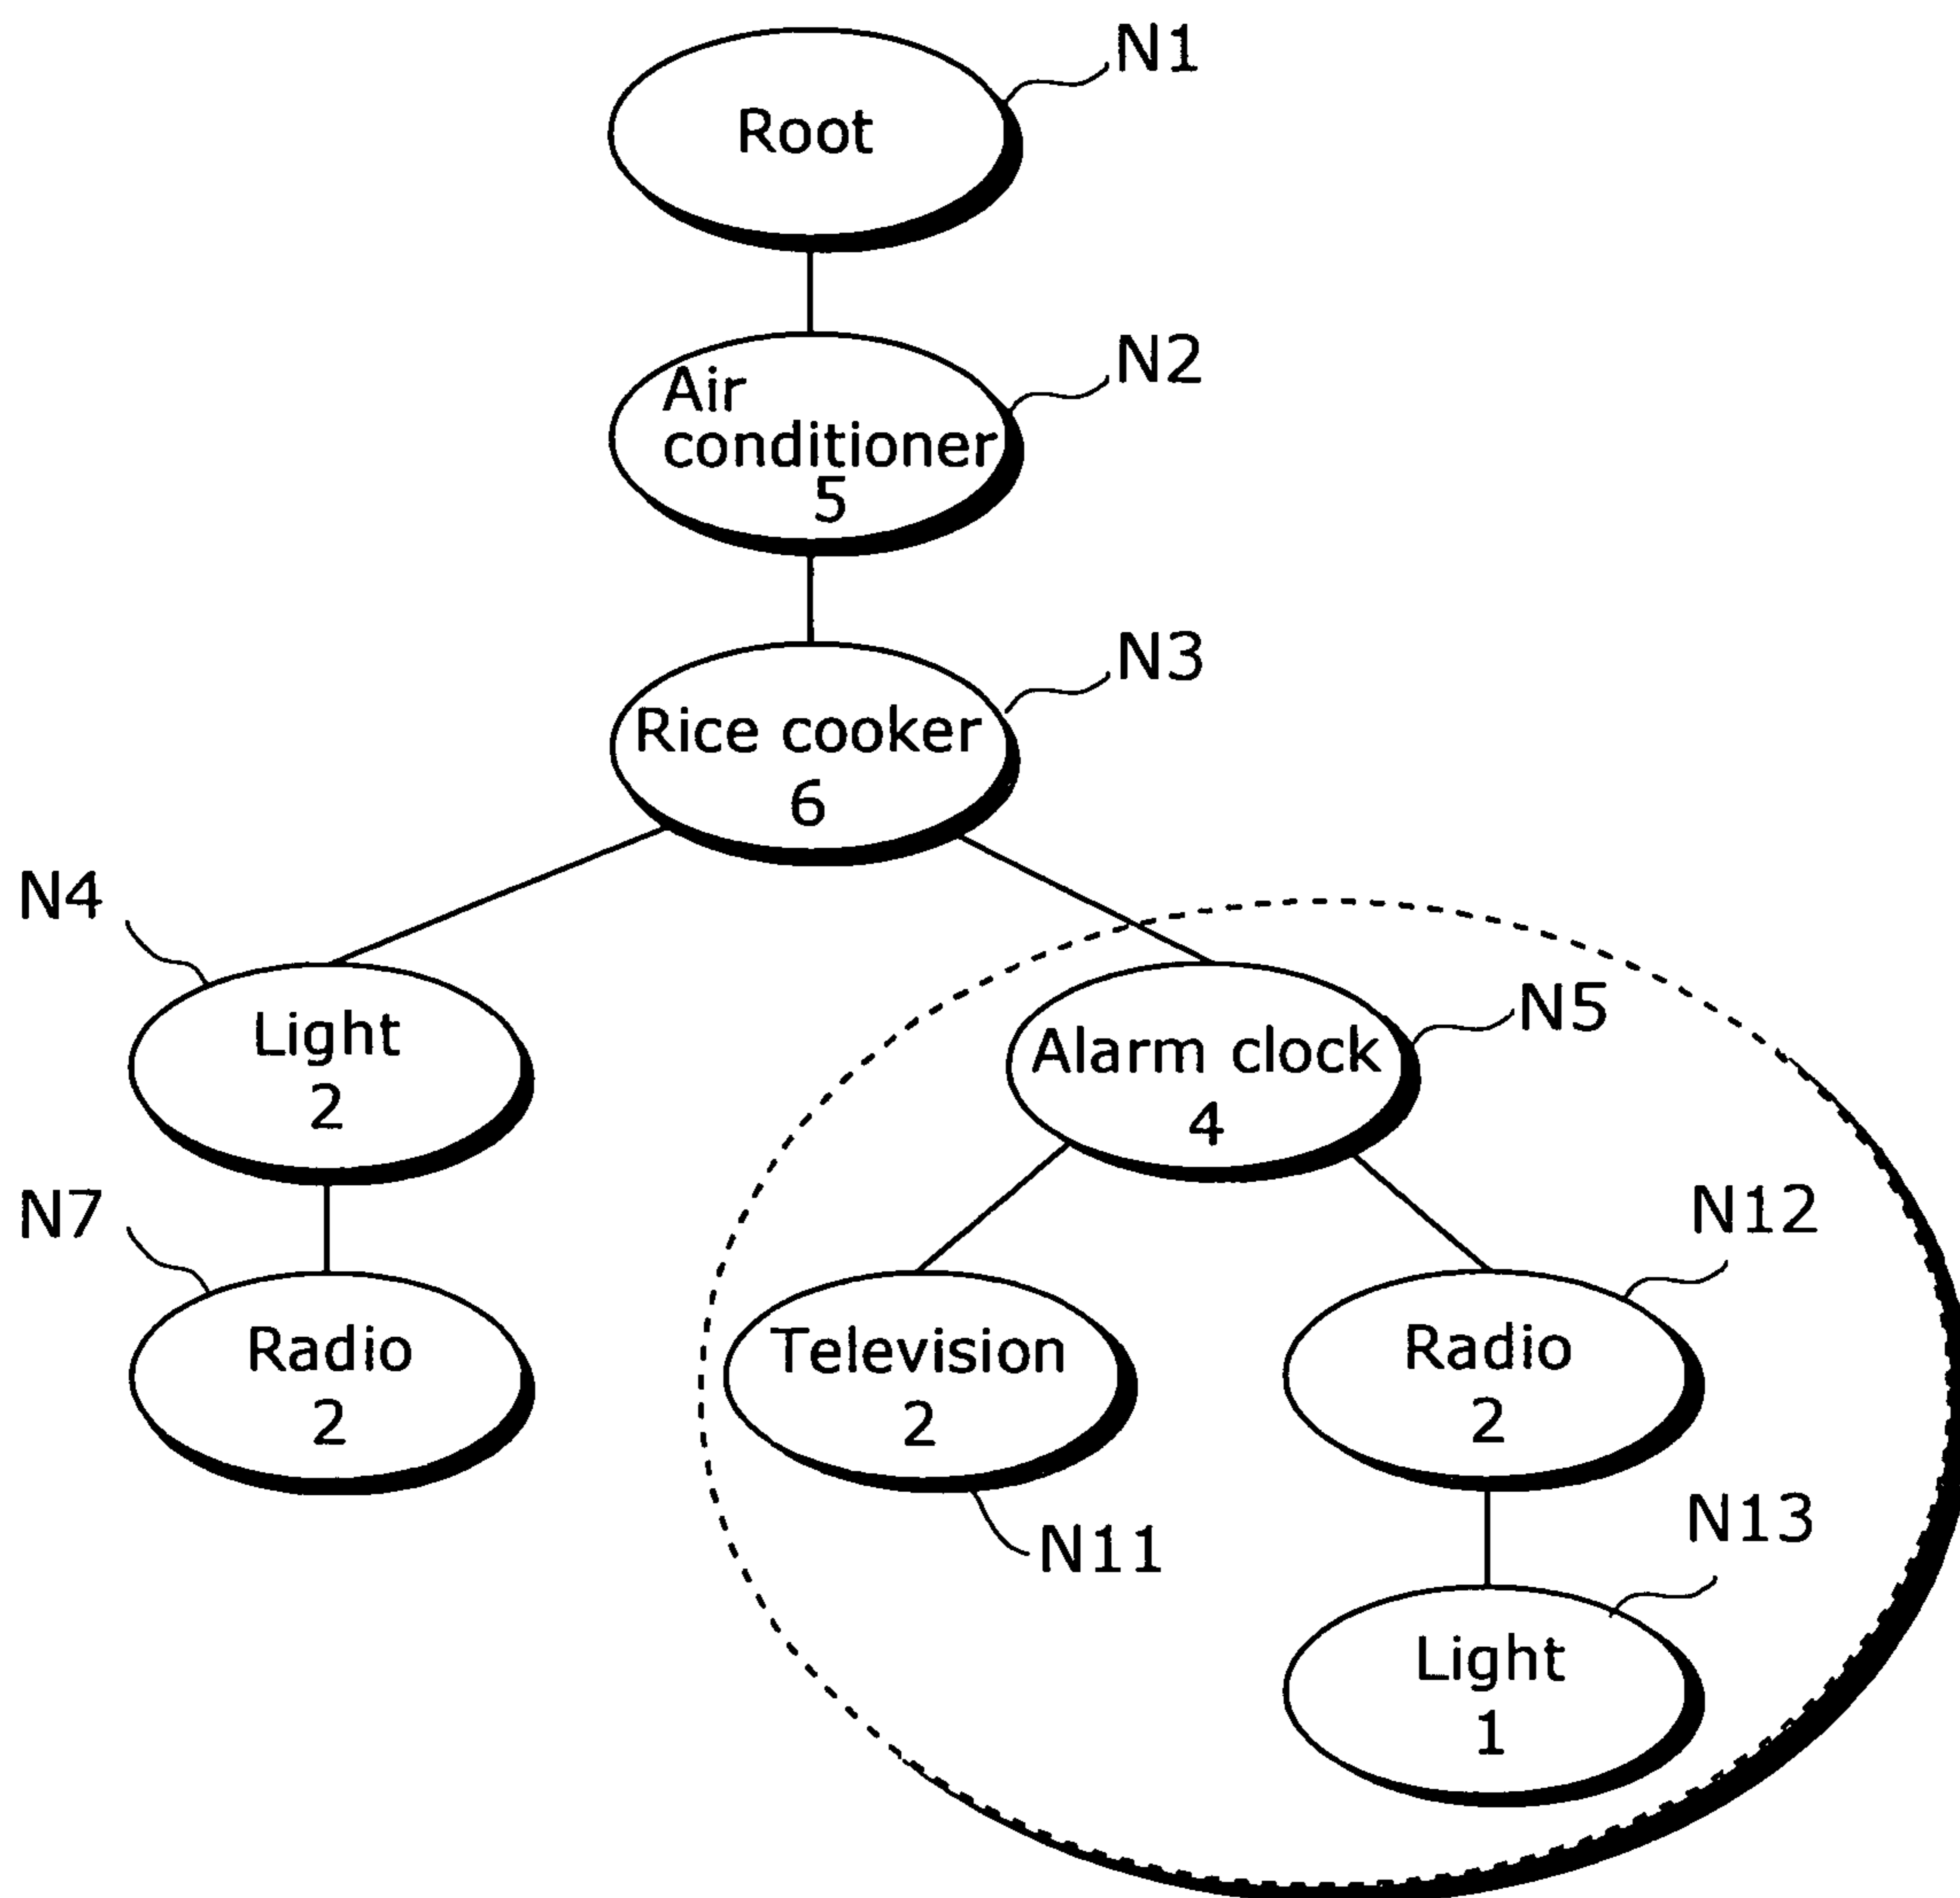 N1
Root
N2
Air
conditioner
5
N3
Rice cooker
6
N4
Light
2
N5
Alarm clock
4
N7
Radio
2
Television
2
N11
N12
Radio
2
N13
Light
1